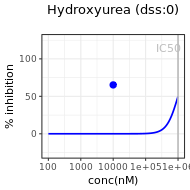 Hydroxyurea (dss:0)
% inhibition
100
50
0
IC50
100
1000
10000
1e+05
1e+06
conc(nM)